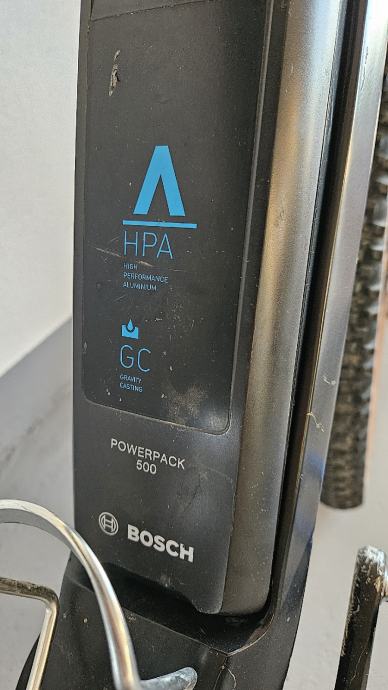 HPA
HIGH
PERFORMANCE
ALUMINIUM
GC
GRAVITY
CASTING
POWERPACK
500
BOSCH